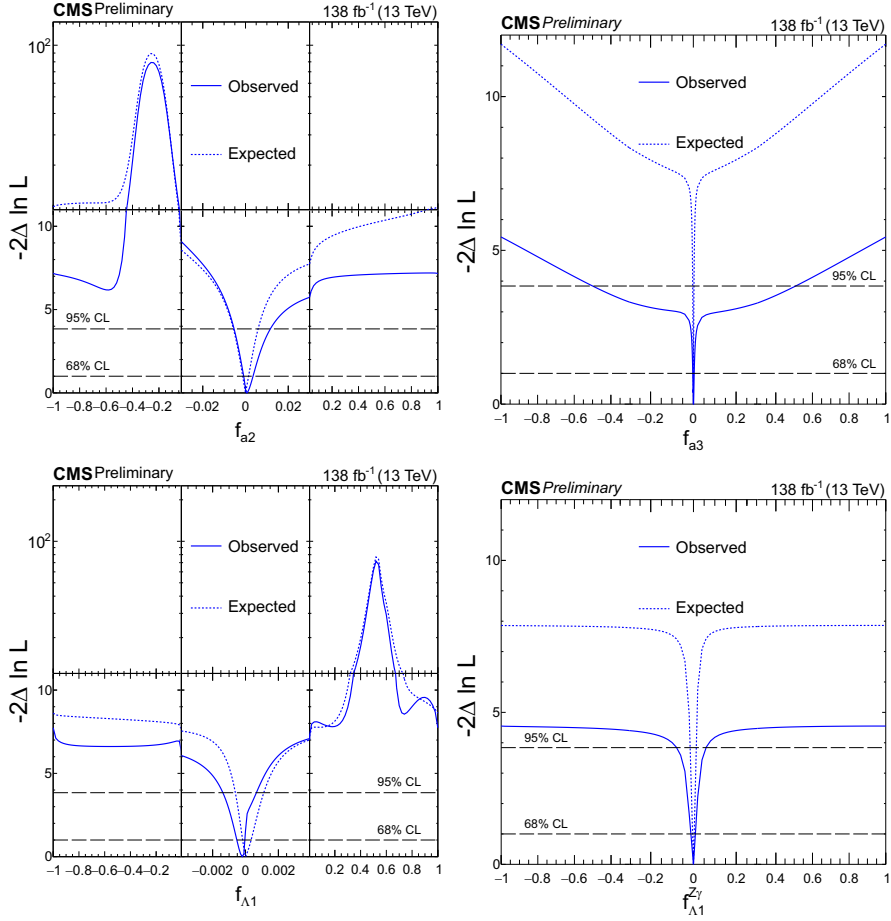 CMS Preliminary 138 fb⁻¹ (13 TeV)
10²
Observed
Expected
-2Δ ln L
10
5
95% CL
68% CL
0
−1 −0.8 −0.6 −0.4 −0.2 −0.02 0 0.02 0.2 0.4 0.6 0.8 1
f_a2
CMS Preliminary 138 fb⁻¹ (13 TeV)
10
Observed
Expected
-2Δ ln L
5
95% CL
68% CL
0
−1 −0.8 −0.6 −0.4 −0.2 0 0.2 0.4 0.6 0.8 1
f_a3
CMS Preliminary 138 fb⁻¹ (13 TeV)
10²
Observed
Expected
-2Δ ln L
10
5
95% CL
68% CL
0
−1 −0.8 −0.6 −0.4 −0.2 −0.002 0 0.002 0.2 0.4 0.6 0.8 1
f_Λ1
CMS Preliminary 138 fb⁻¹ (13 TeV)
10
Observed
Expected
-2Δ ln L
5
95% CL
68% CL
0
−1 −0.8 −0.6 −0.4 −0.2 0 0.2 0.4 0.6 0.8 1
f_Λ1^Zγ